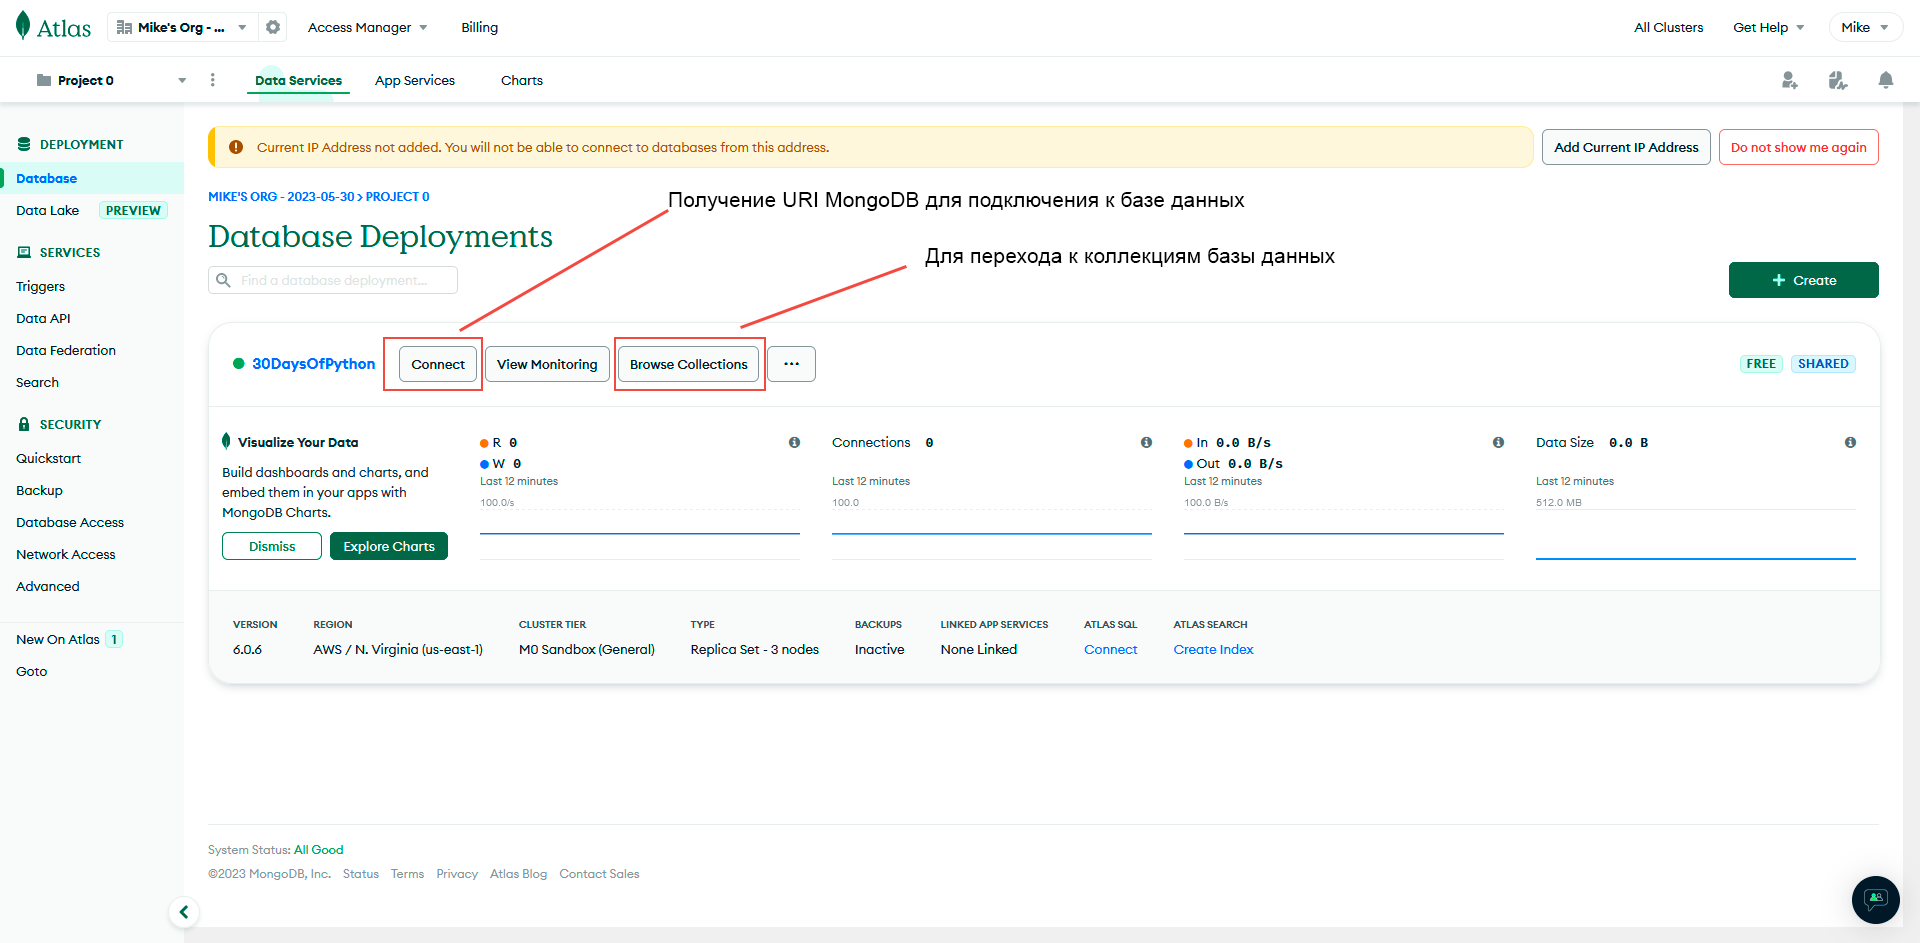 Atlas
Mike's Org - ...
Access Manager
Billing
All Clusters
Get Help
Mike
Project 0
Data Services
App Services
Charts
DEPLOYMENT
Database
Data Lake PREVIEW
SERVICES
Triggers
Data API
Data Federation
Search
SECURITY
Quickstart
Backup
Database Access
Network Access
Advanced
New On Atlas 1
Goto
Current IP Address not added. You will not be able to connect to databases from this address.
Add Current IP Address
Do not show me again
MIKE'S ORG - 2023-05-30 > PROJECT 0
Получение URI MongoDB для подключения к базе данных
Database Deployments
Для перехода к коллекциям базы данных
Find a database deployment...
+ Create
30DaysOfPython
Connect
View Monitoring
Browse Collections
...
FREE
SHARED
Visualize Your Data
Build dashboards and charts, and
embed them in your apps with
MongoDB Charts.
Dismiss
Explore Charts
R 0
W 0
Last 12 minutes
100.0/s
Connections 0
Last 12 minutes
100.0
In 0.0 B/s
Out 0.0 B/s
Last 12 minutes
100.0 B/s
Data Size 0.0 B
Last 12 minutes
512.0 MB
VERSION
6.0.6
REGION
AWS / N. Virginia (us-east-1)
CLUSTER TIER
M0 Sandbox (General)
TYPE
Replica Set - 3 nodes
BACKUPS
Inactive
LINKED APP SERVICES
None Linked
ATLAS SQL
Connect
ATLAS SEARCH
Create Index
System Status: All Good
©2023 MongoDB, Inc. Status Terms Privacy Atlas Blog Contact Sales